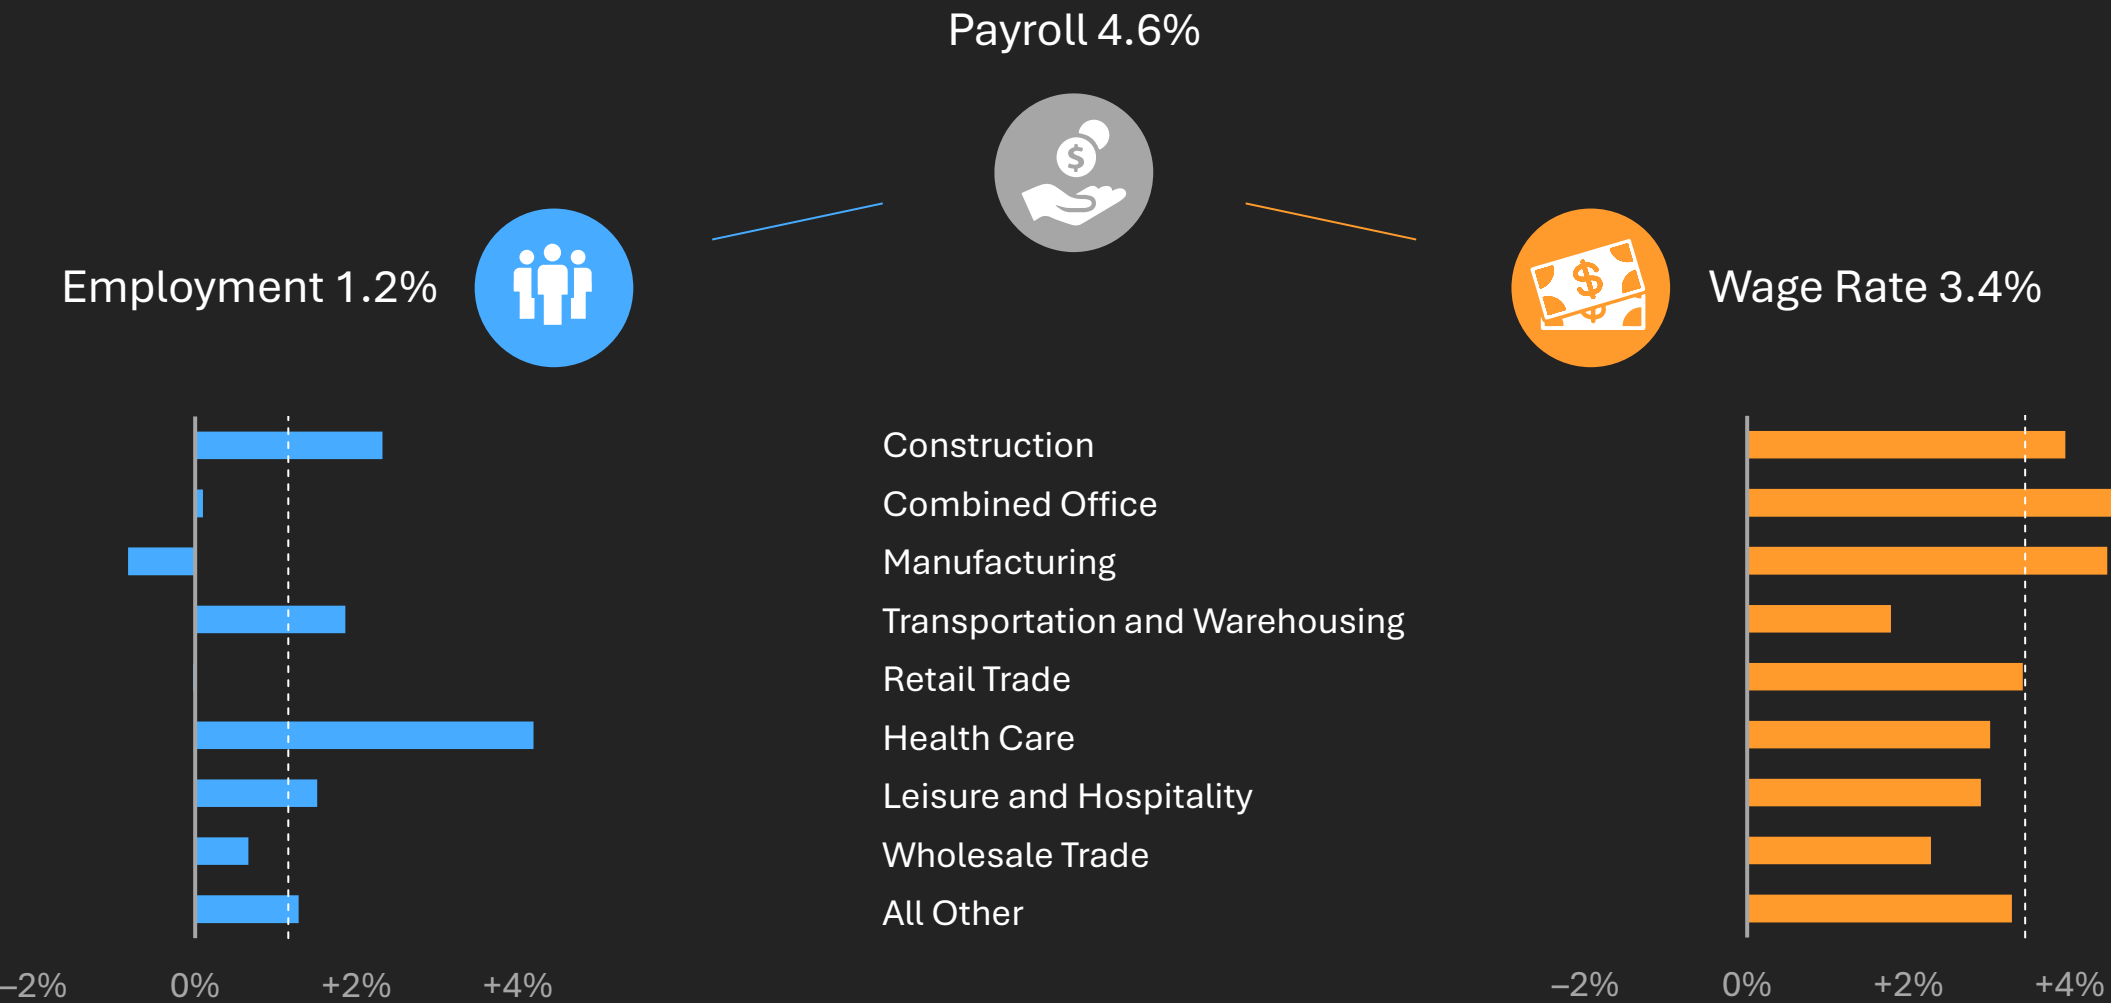 Payroll 4.6%
$
Employment 1.2%
$
$
Wage Rate 3.4%
Construction
Combined Office
Manufacturing
Transportation and Warehousing
Retail Trade
Health Care
Leisure and Hospitality
Wholesale Trade
All Other
–2% 0% +2% +4%
–2% 0% +2% +4%